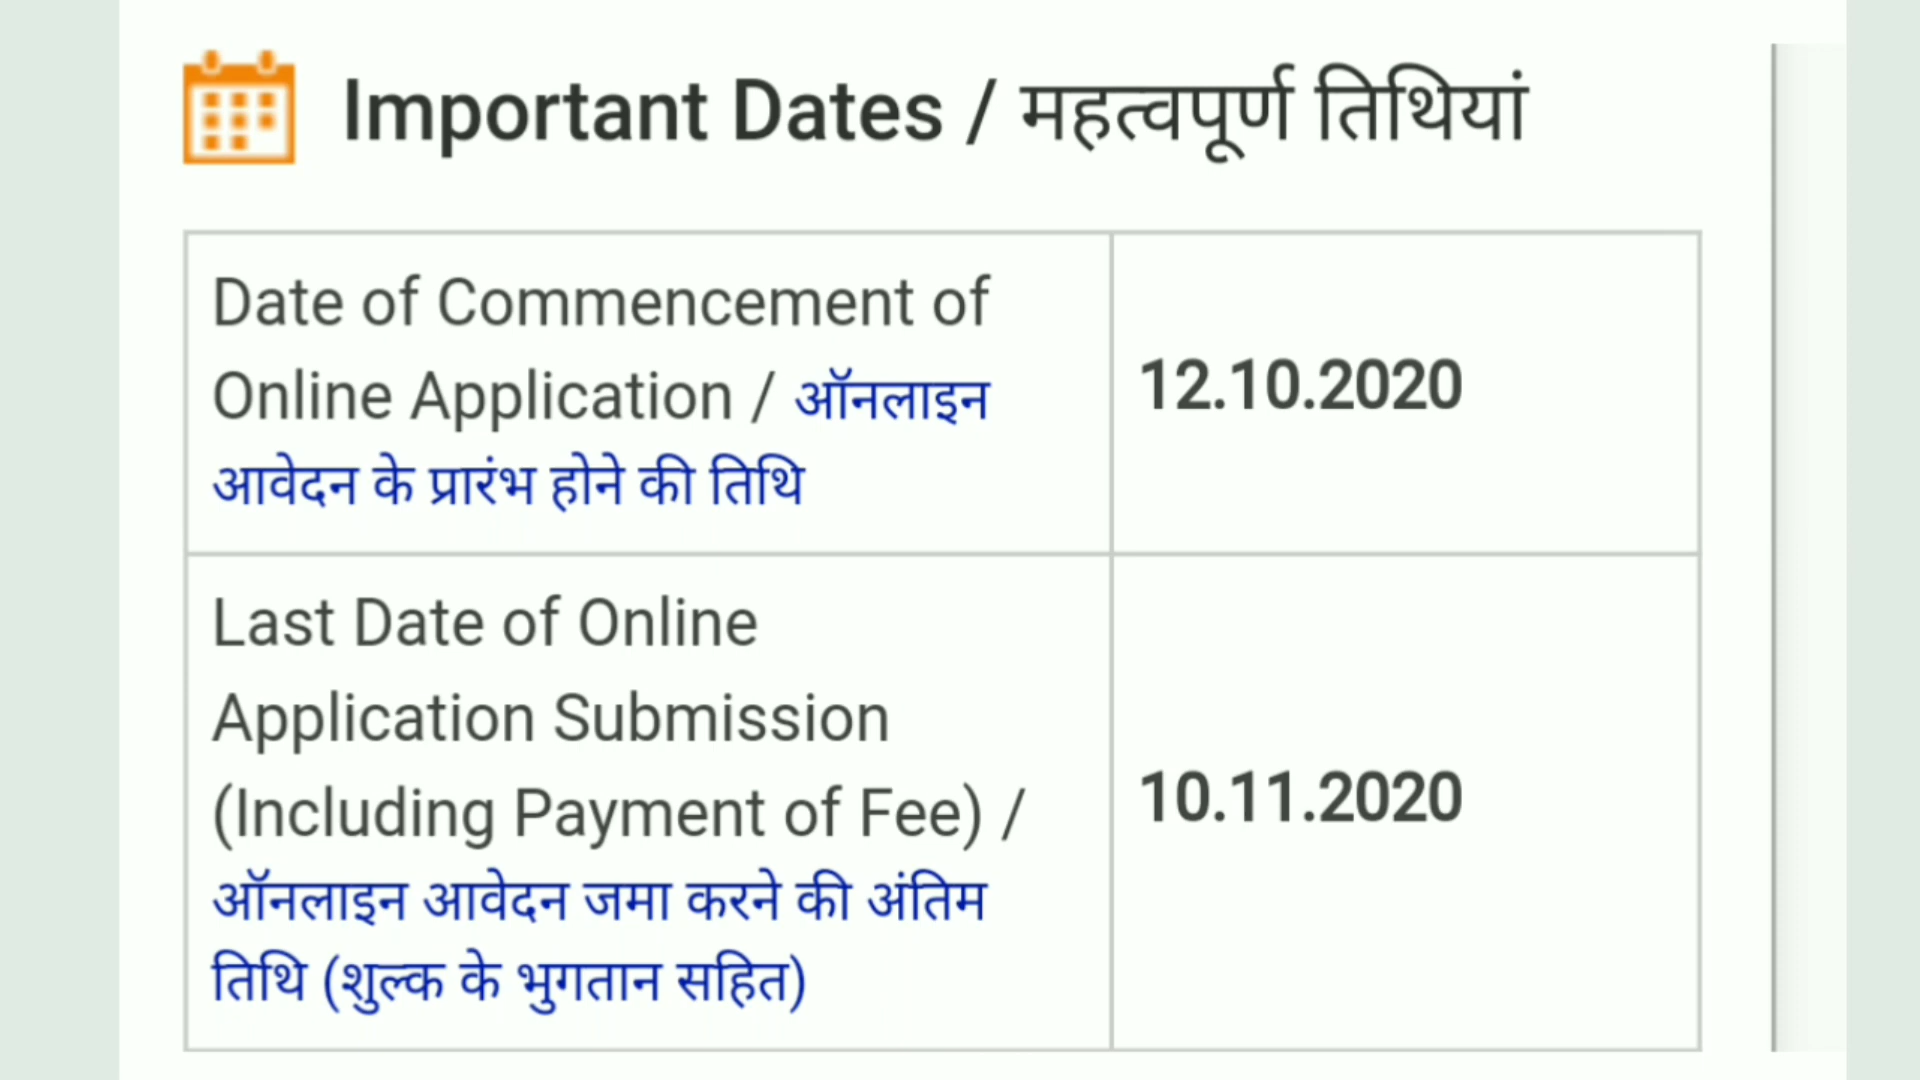 Important Dates / महत्वपूर्ण तिथियां
Date of Commencement of
Online Application / ऑनलाइन
आवेदन के प्रारंभ होने की तिथि
12.10.2020
Last Date of Online
Application Submission
(Including Payment of Fee) /
ऑनलाइन आवेदन जमा करने की अंतिम
तिथि (शुल्क के भुगतान सहित)
10.11.2020